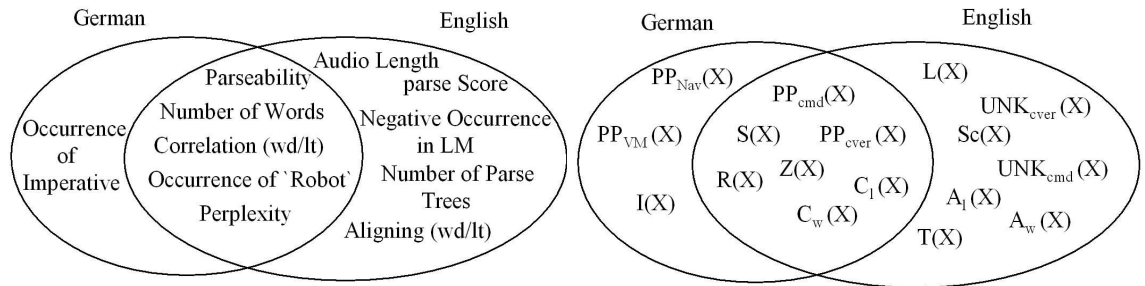 German
English
Audio Length
Parseability
parse Score
Number of Words
Negative Occurrence
in LM
Occurrence
of
Imperative
Correlation (wd/lt)
Number of Parse
Trees
Occurrence of `Robot`
Perplexity
Aligning (wd/lt)
German
English
PP_Nav(X)
L(X)
PP_cmd(X)
UNK_cver(X)
PP_VM(X)
S(X)
PP_cver(X)
Sc(X)
Z(X)
UNK_cmd(X)
R(X)
C_l(X)
A_l(X)
I(X)
C_w(X)
A_w(X)
T(X)